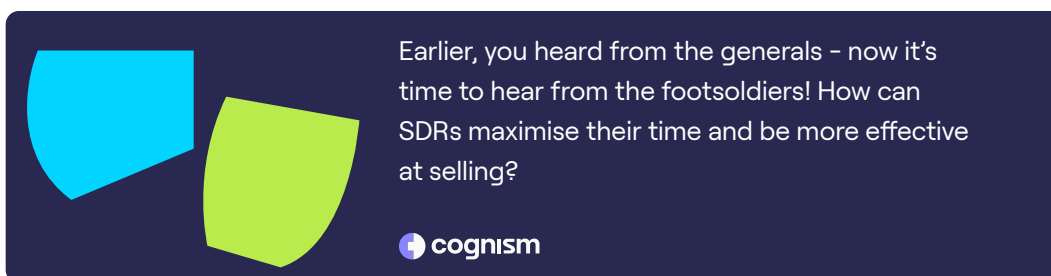 Earlier, you heard from the generals - now it's
time to hear from the footsoldiers! How can
SDRs maximise their time and be more effective
at selling?
cognism